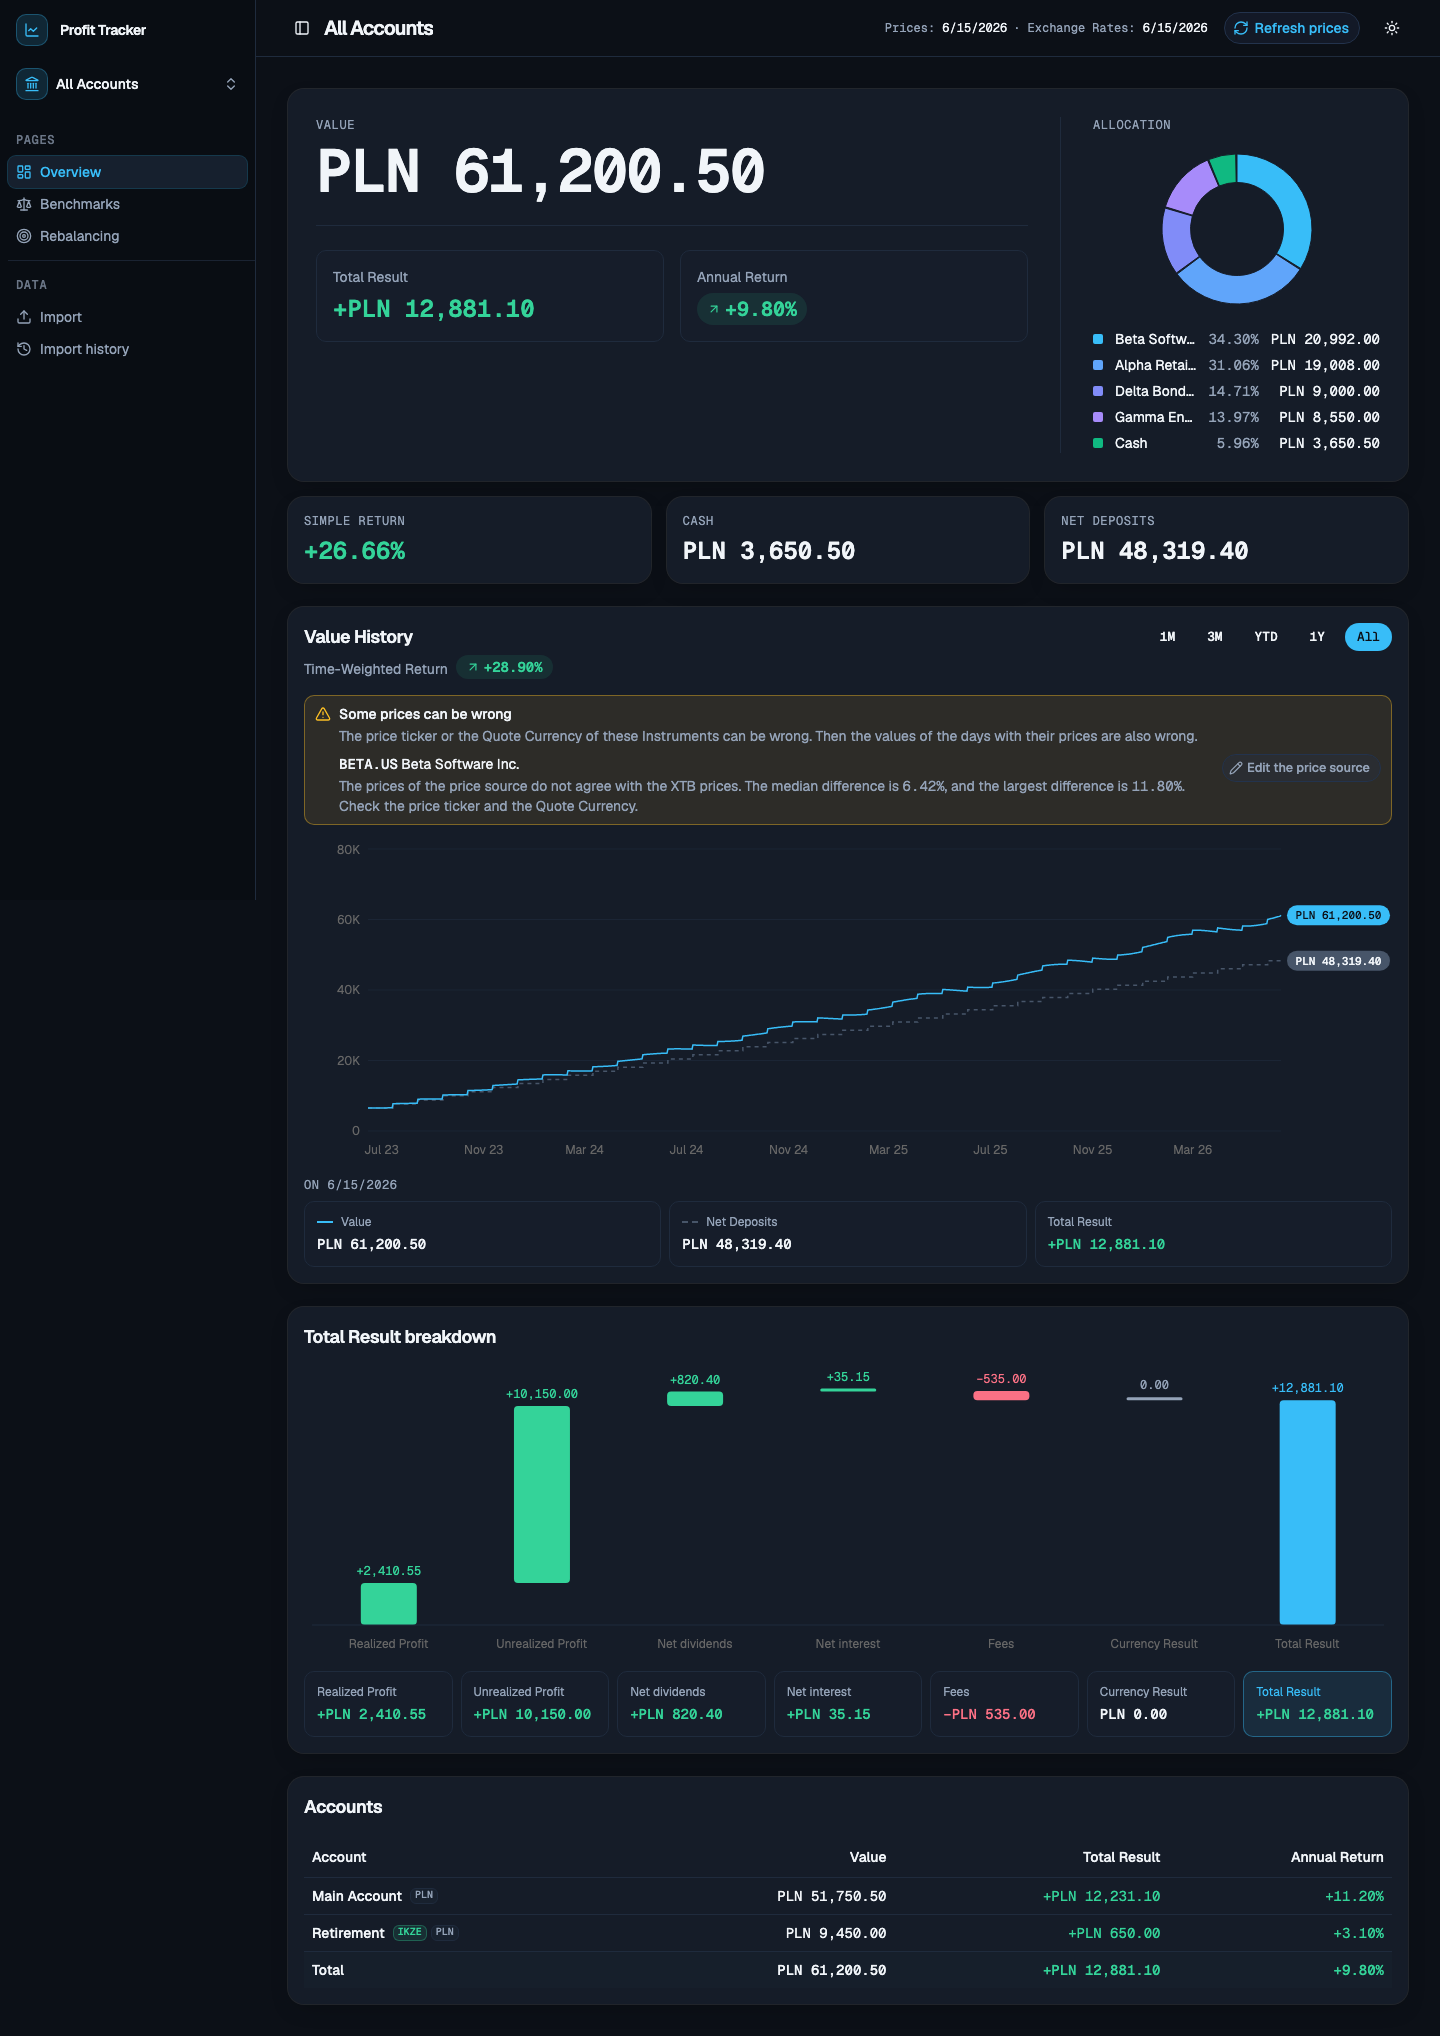 Profit Tracker
All Accounts
PAGES
Overview
Benchmarks
Rebalancing
DATA
Import
Import history
All Accounts
Prices: 6/15/2026 · Exchange Rates: 6/15/2026
Refresh prices
VALUE
PLN 61,200.50
Total Result
+PLN 12,881.10
Annual Return
+9.80%
ALLOCATION
Beta Softw… 34.30% PLN 20,992.00
Alpha Retai… 31.06% PLN 19,008.00
Delta Bond… 14.71% PLN 9,000.00
Gamma En… 13.97% PLN 8,550.00
Cash 5.96% PLN 3,650.50
SIMPLE RETURN
+26.66%
CASH
PLN 3,650.50
NET DEPOSITS
PLN 48,319.40
Value History
1M 3M YTD 1Y All
Time-Weighted Return +28.90%
Some prices can be wrong
The price ticker or the Quote Currency of these Instruments can be wrong. Then the values of the days with their prices are also wrong.
BETA.US Beta Software Inc.
The prices of the price source do not agree with the XTB prices. The median difference is 6.42%, and the largest difference is 11.80%.
Check the price ticker and the Quote Currency.
Edit the price source
80K
60K
40K
20K
0
PLN 61,200.50
PLN 48,319.40
Jul 23 Nov 23 Mar 24 Jul 24 Nov 24 Mar 25 Jul 25 Nov 25 Mar 26
ON 6/15/2026
Value
PLN 61,200.50
Net Deposits
PLN 48,319.40
Total Result
+PLN 12,881.10
Total Result breakdown
+2,410.55
+10,150.00
+820.40
+35.15
−535.00
0.00
+12,881.10
Realized Profit Unrealized Profit Net dividends Net interest Fees Currency Result Total Result
Realized Profit
+PLN 2,410.55
Unrealized Profit
+PLN 10,150.00
Net dividends
+PLN 820.40
Net interest
+PLN 35.15
Fees
−PLN 535.00
Currency Result
PLN 0.00
Total Result
+PLN 12,881.10
Accounts
Account Value Total Result Annual Return
Main Account PLN PLN 51,750.50 +PLN 12,231.10 +11.20%
Retirement IKZE PLN PLN 9,450.00 +PLN 650.00 +3.10%
Total PLN 61,200.50 +PLN 12,881.10 +9.80%